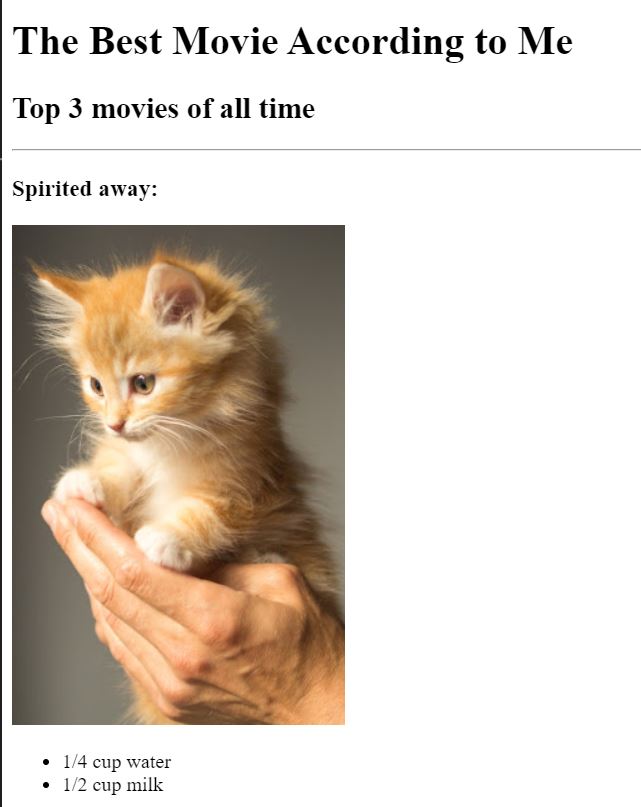 The Best Movie According to Me
Top 3 movies of all time
Spirited away:
1/4 cup water
1/2 cup milk